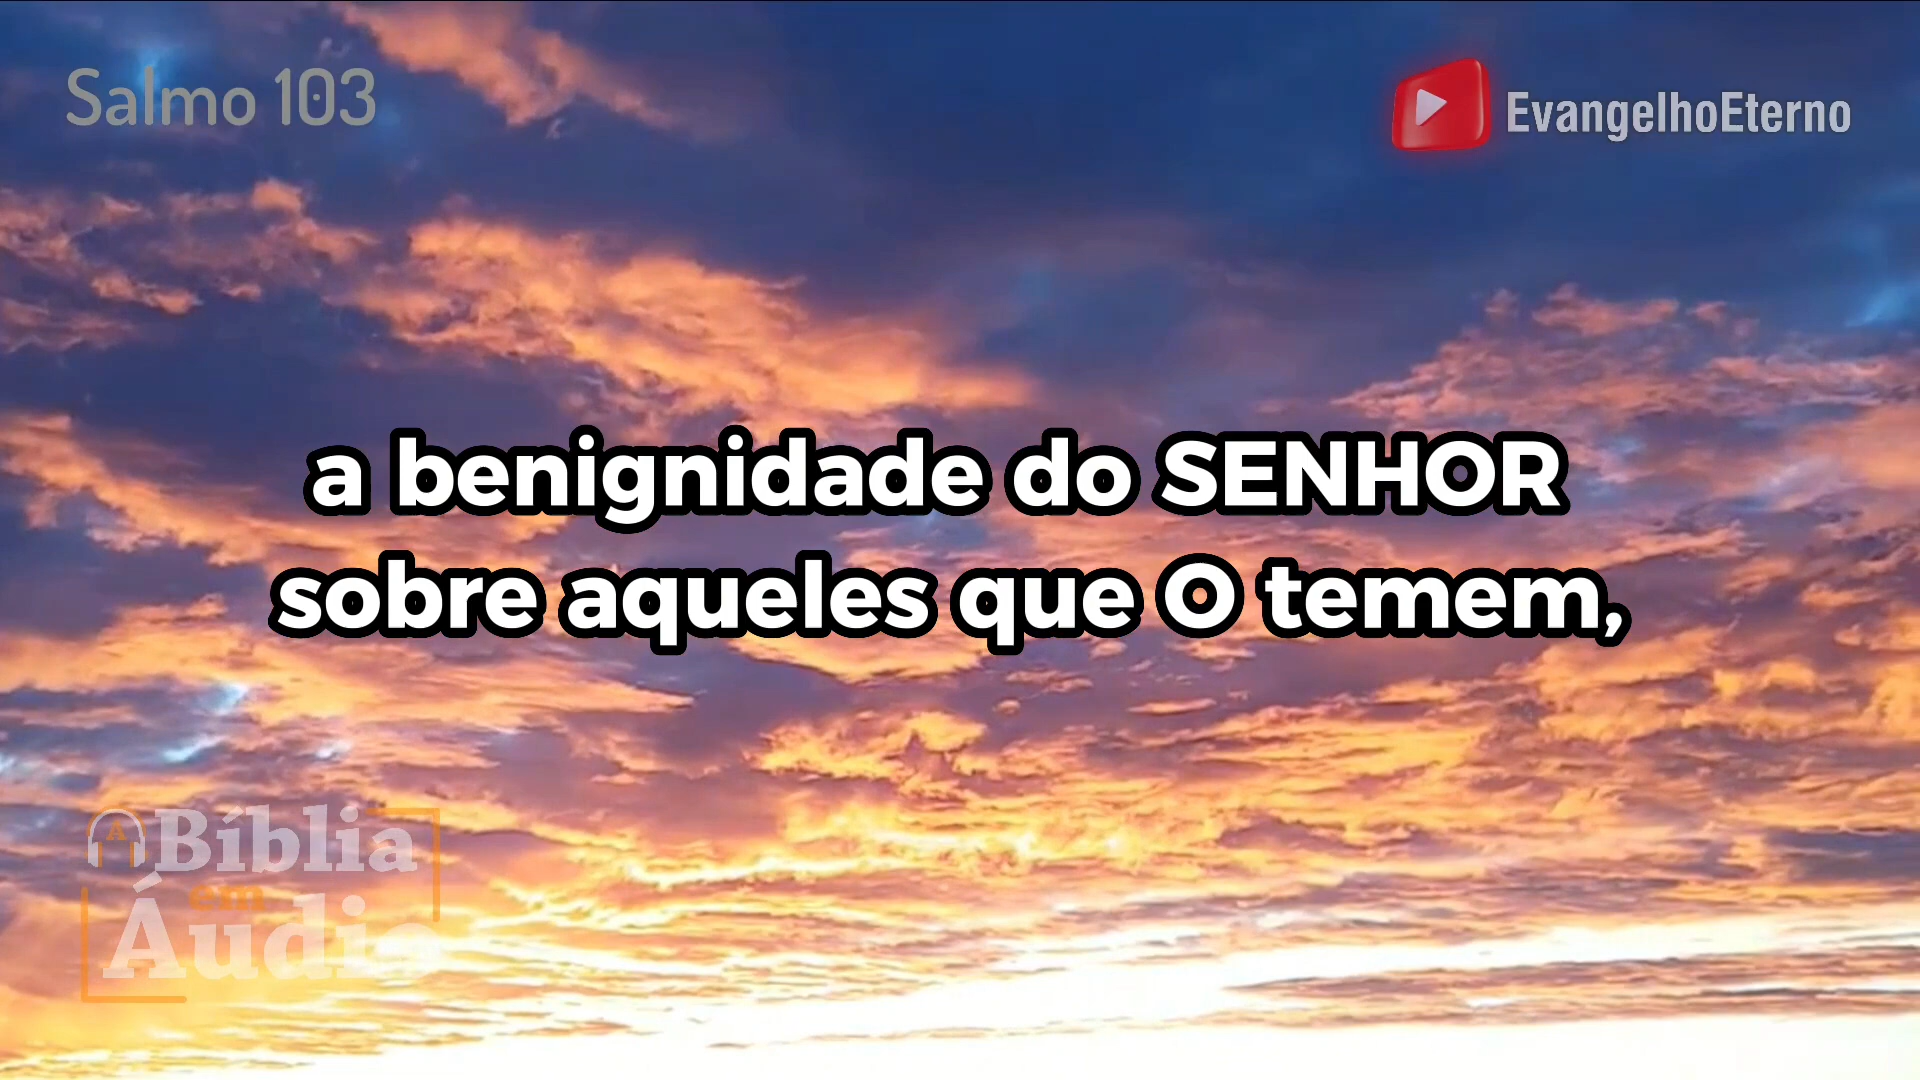 Salmo 103
EvangelhoEterno
a benignidade do SENHOR
sobre aqueles que O temem,
A Bíblia
em
Áudio